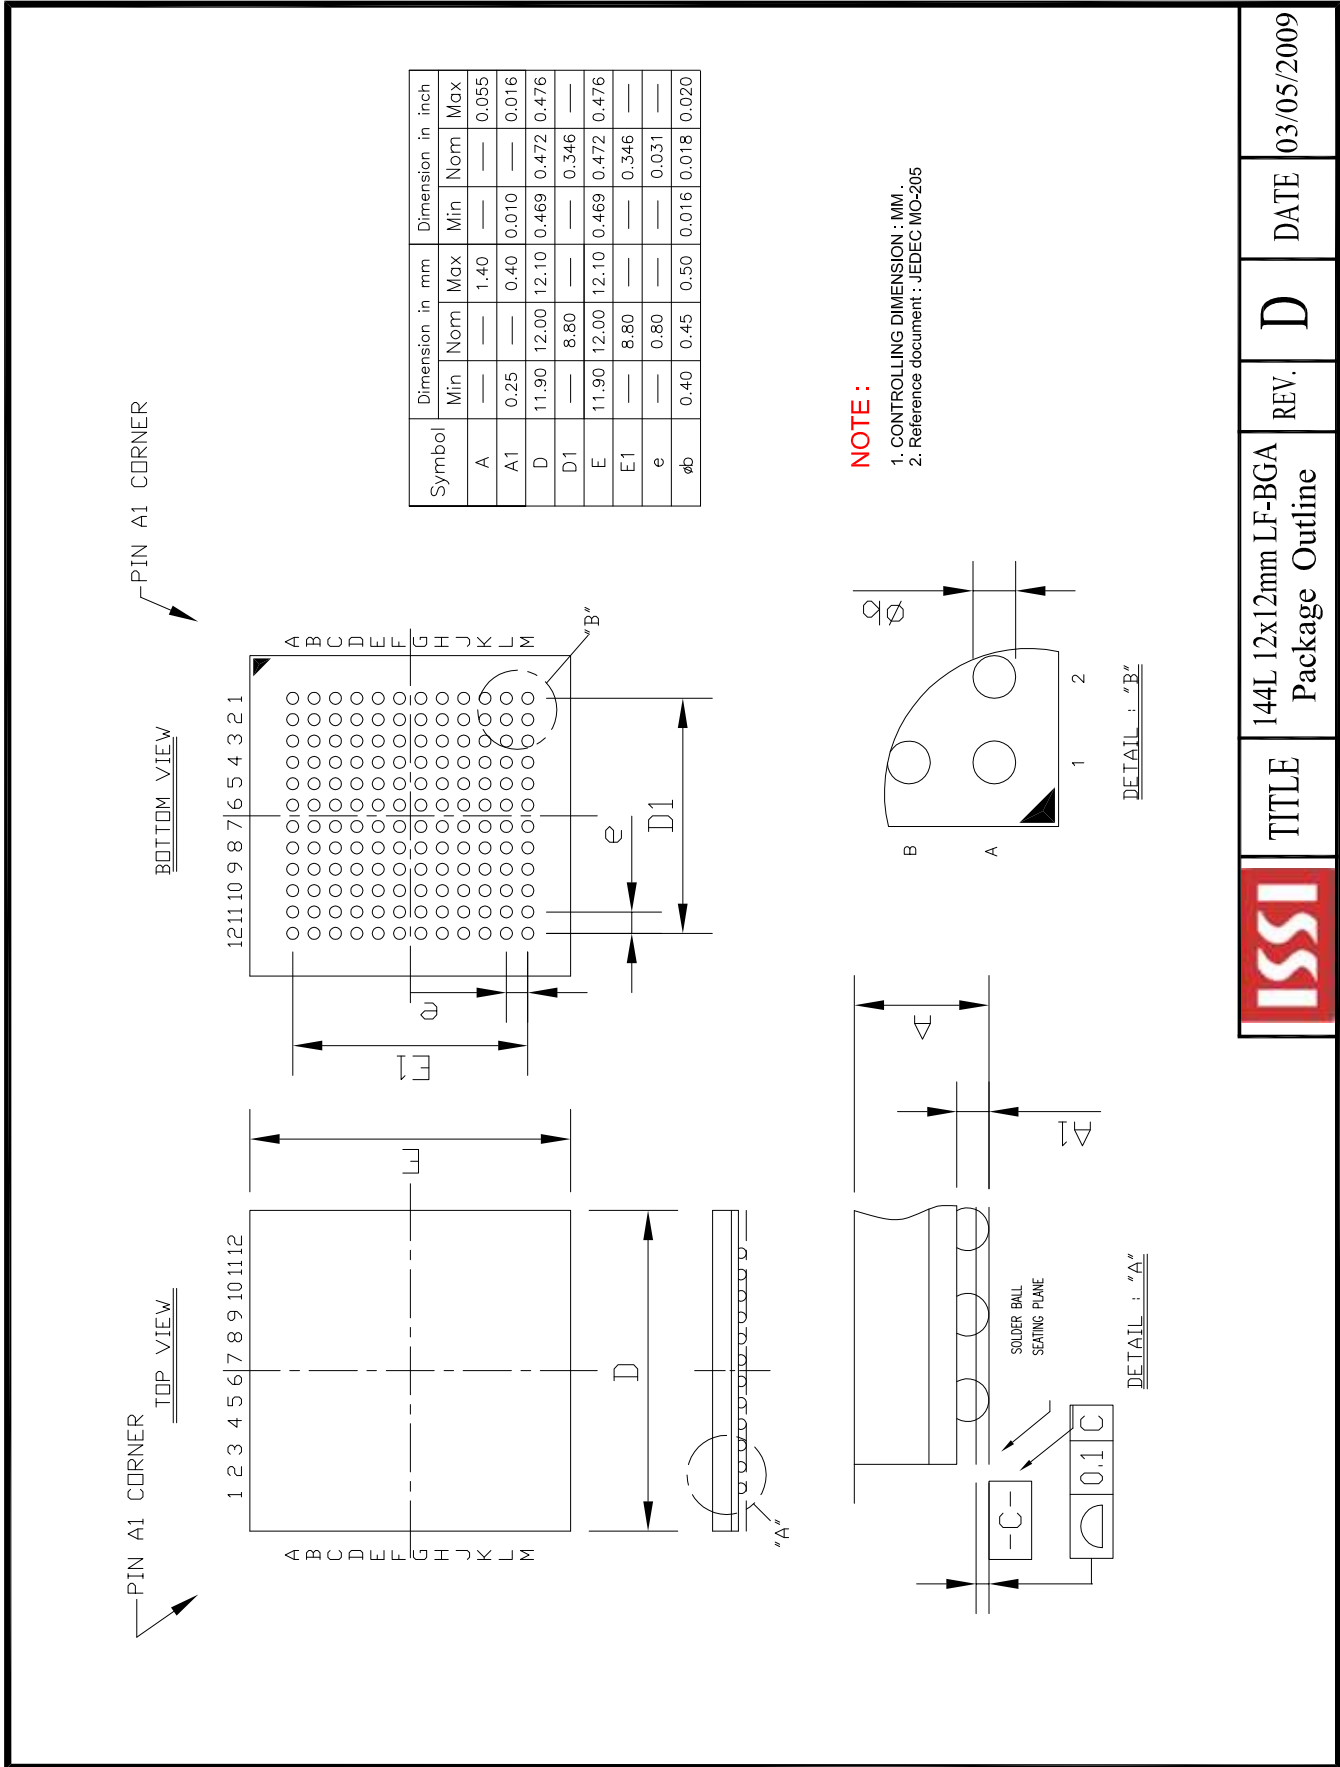 PIN A1 CORNER
TOP VIEW
1 2 3 4 5 6 7 8 9 10 11 12
A
B
C
D
E
F
G
H
J
K
L
M
E
D
"A"
BOTTOM VIEW
PIN A1 CORNER
12 11 10 9 8 7 6 5 4 3 2 1
A
B
C
D
E
F
G
H
J
K
L
M
"B"
e
E1
e
D1
Symbol Dimension in mm Dimension in inch
Min Nom Max Min Nom Max
A — — 1.40 — — 0.055
A1 0.25 — 0.40 0.010 — 0.016
D 11.90 12.00 12.10 0.469 0.472 0.476
D1 — 8.80 — — 0.346 —
E 11.90 12.00 12.10 0.469 0.472 0.476
E1 — 8.80 — — 0.346 —
e — 0.80 — — 0.031 —
øb 0.40 0.45 0.50 0.016 0.018 0.020
NOTE :
1. CONTROLLING DIMENSION : MM .
2. Reference document : JEDEC MO-205
A
A1
SOLDER BALL
SEATING PLANE
-C-
0.1 C
DETAIL : "A"
Øb
B
A
1 2
DETAIL : "B"
ISSI
TITLE
144L 12x12mm LF-BGA
Package Outline
REV. D
DATE 03/05/2009